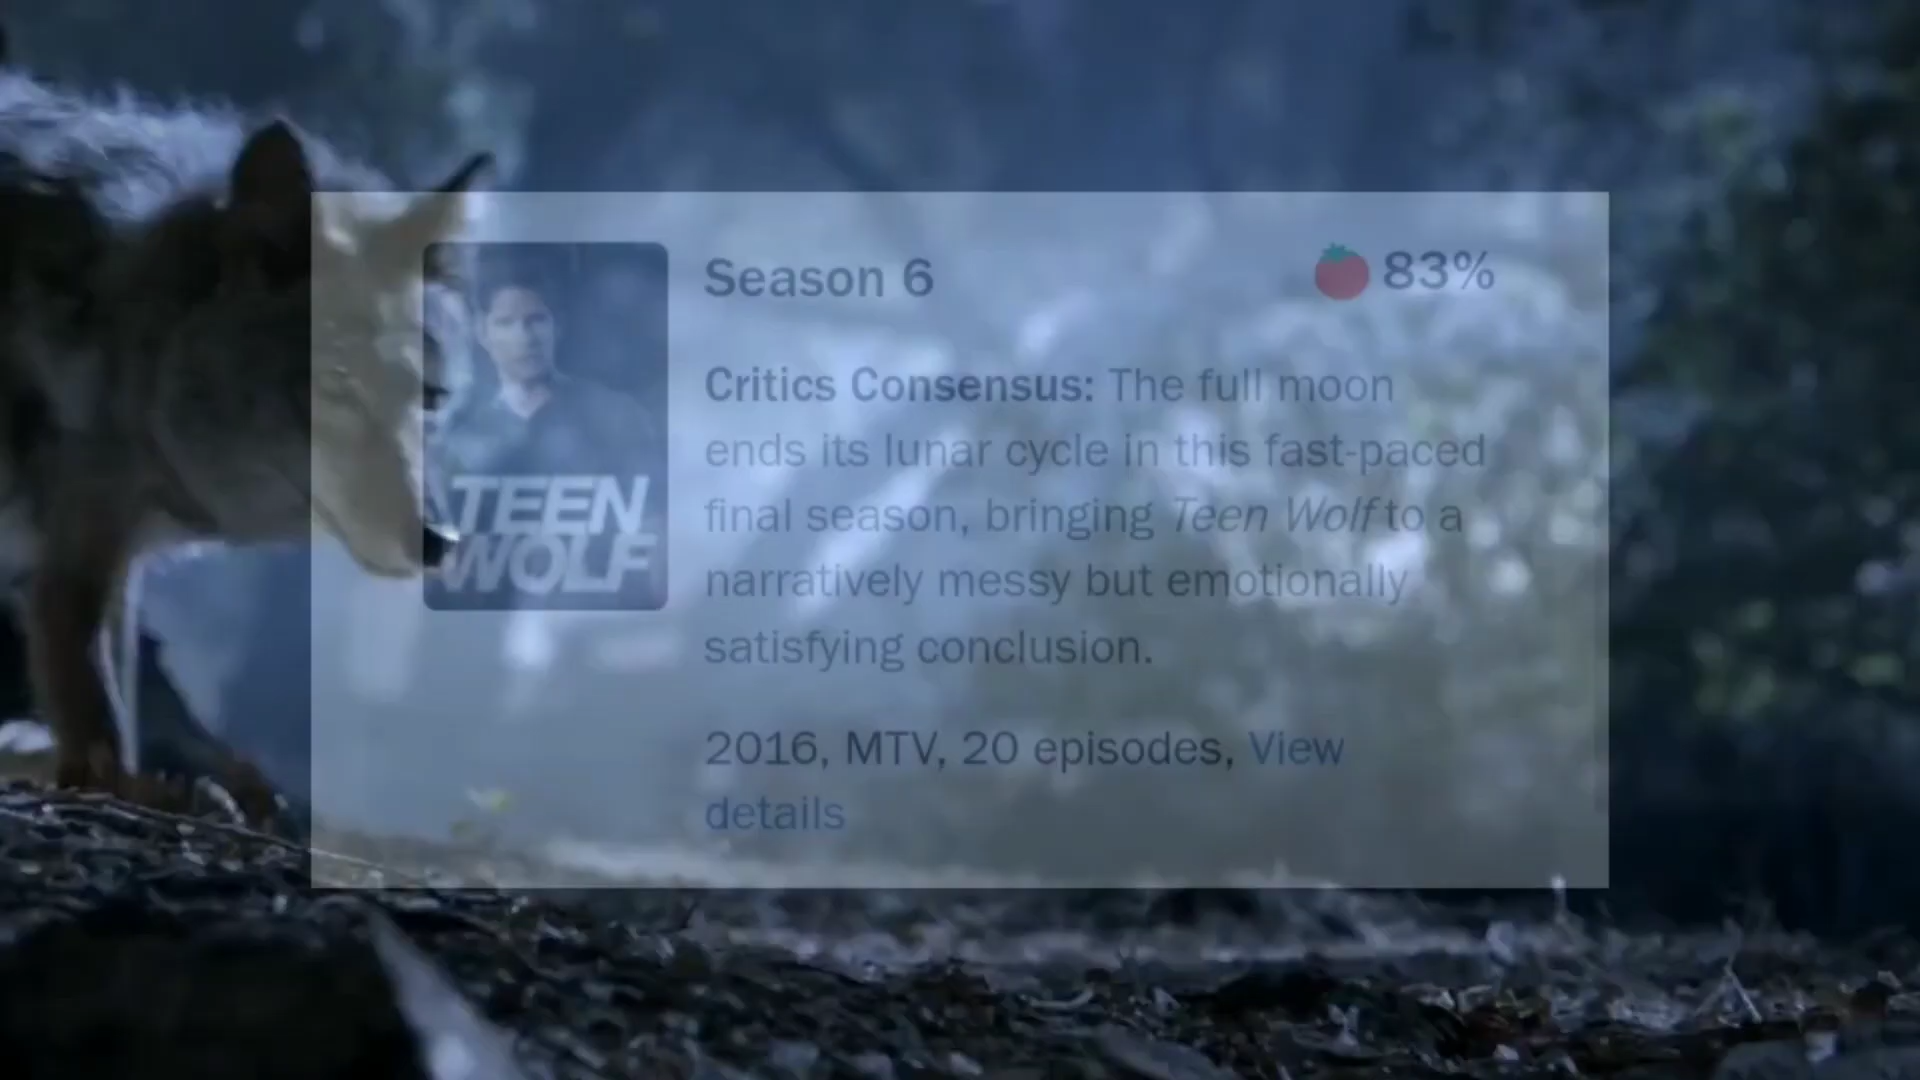 Season 6
83%
Critics Consensus: The full moon
ends its lunar cycle in this fast-paced
final season, bringing Teen Wolf to a
narratively messy but emotionally
satisfying conclusion.
2016, MTV, 20 episodes, View
details
TEEN
WOLF